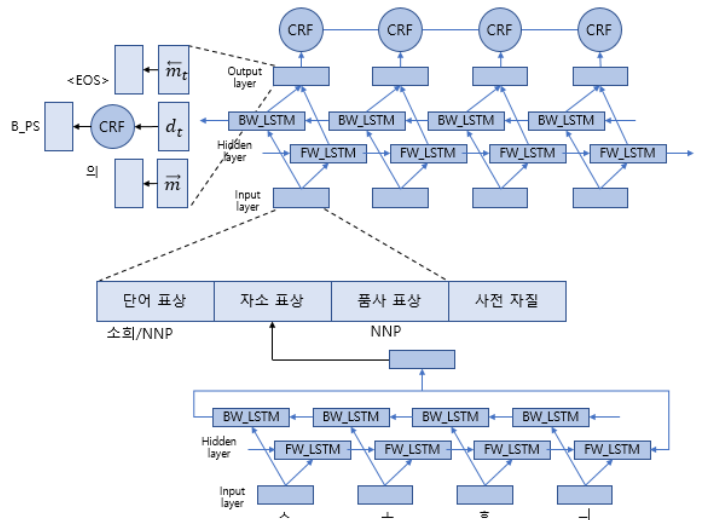 CRF CRF CRF CRF
<EOS> m_t Output layer
BW_LSTM BW_LSTM BW_LSTM BW_LSTM
B_PS CRF d_t
Hidden layer
FW_LSTM FW_LSTM FW_LSTM FW_LSTM
의 m
Input layer
단어 표상 자소 표상 품사 표상 사전 자질
소희/NNP NNP
BW_LSTM BW_LSTM BW_LSTM BW_LSTM
Hidden layer
FW_LSTM FW_LSTM FW_LSTM FW_LSTM
Input layer